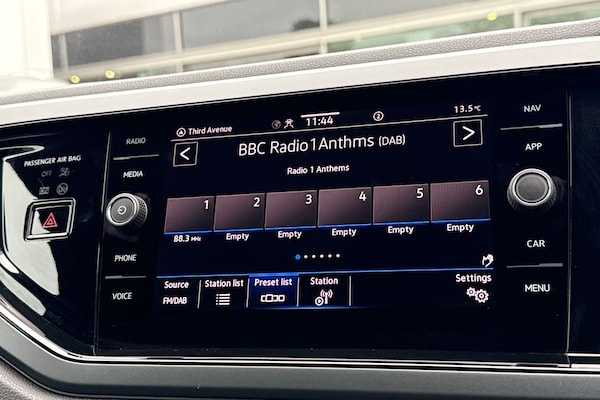 RADIO
MEDIA
PHONE
VOICE
PASSENGER AIR BAG
OFF
Third Avenue
11:44
2
13.5°C
BBC Radio1Anthms (DAB)
Radio 1 Anthems
1
2
3
4
5
6
88.3 MHz
Empty
Empty
Empty
Empty
Empty
Source
FM/DAB
Station list
Preset list
Station
Settings
NAV
APP
CAR
MENU